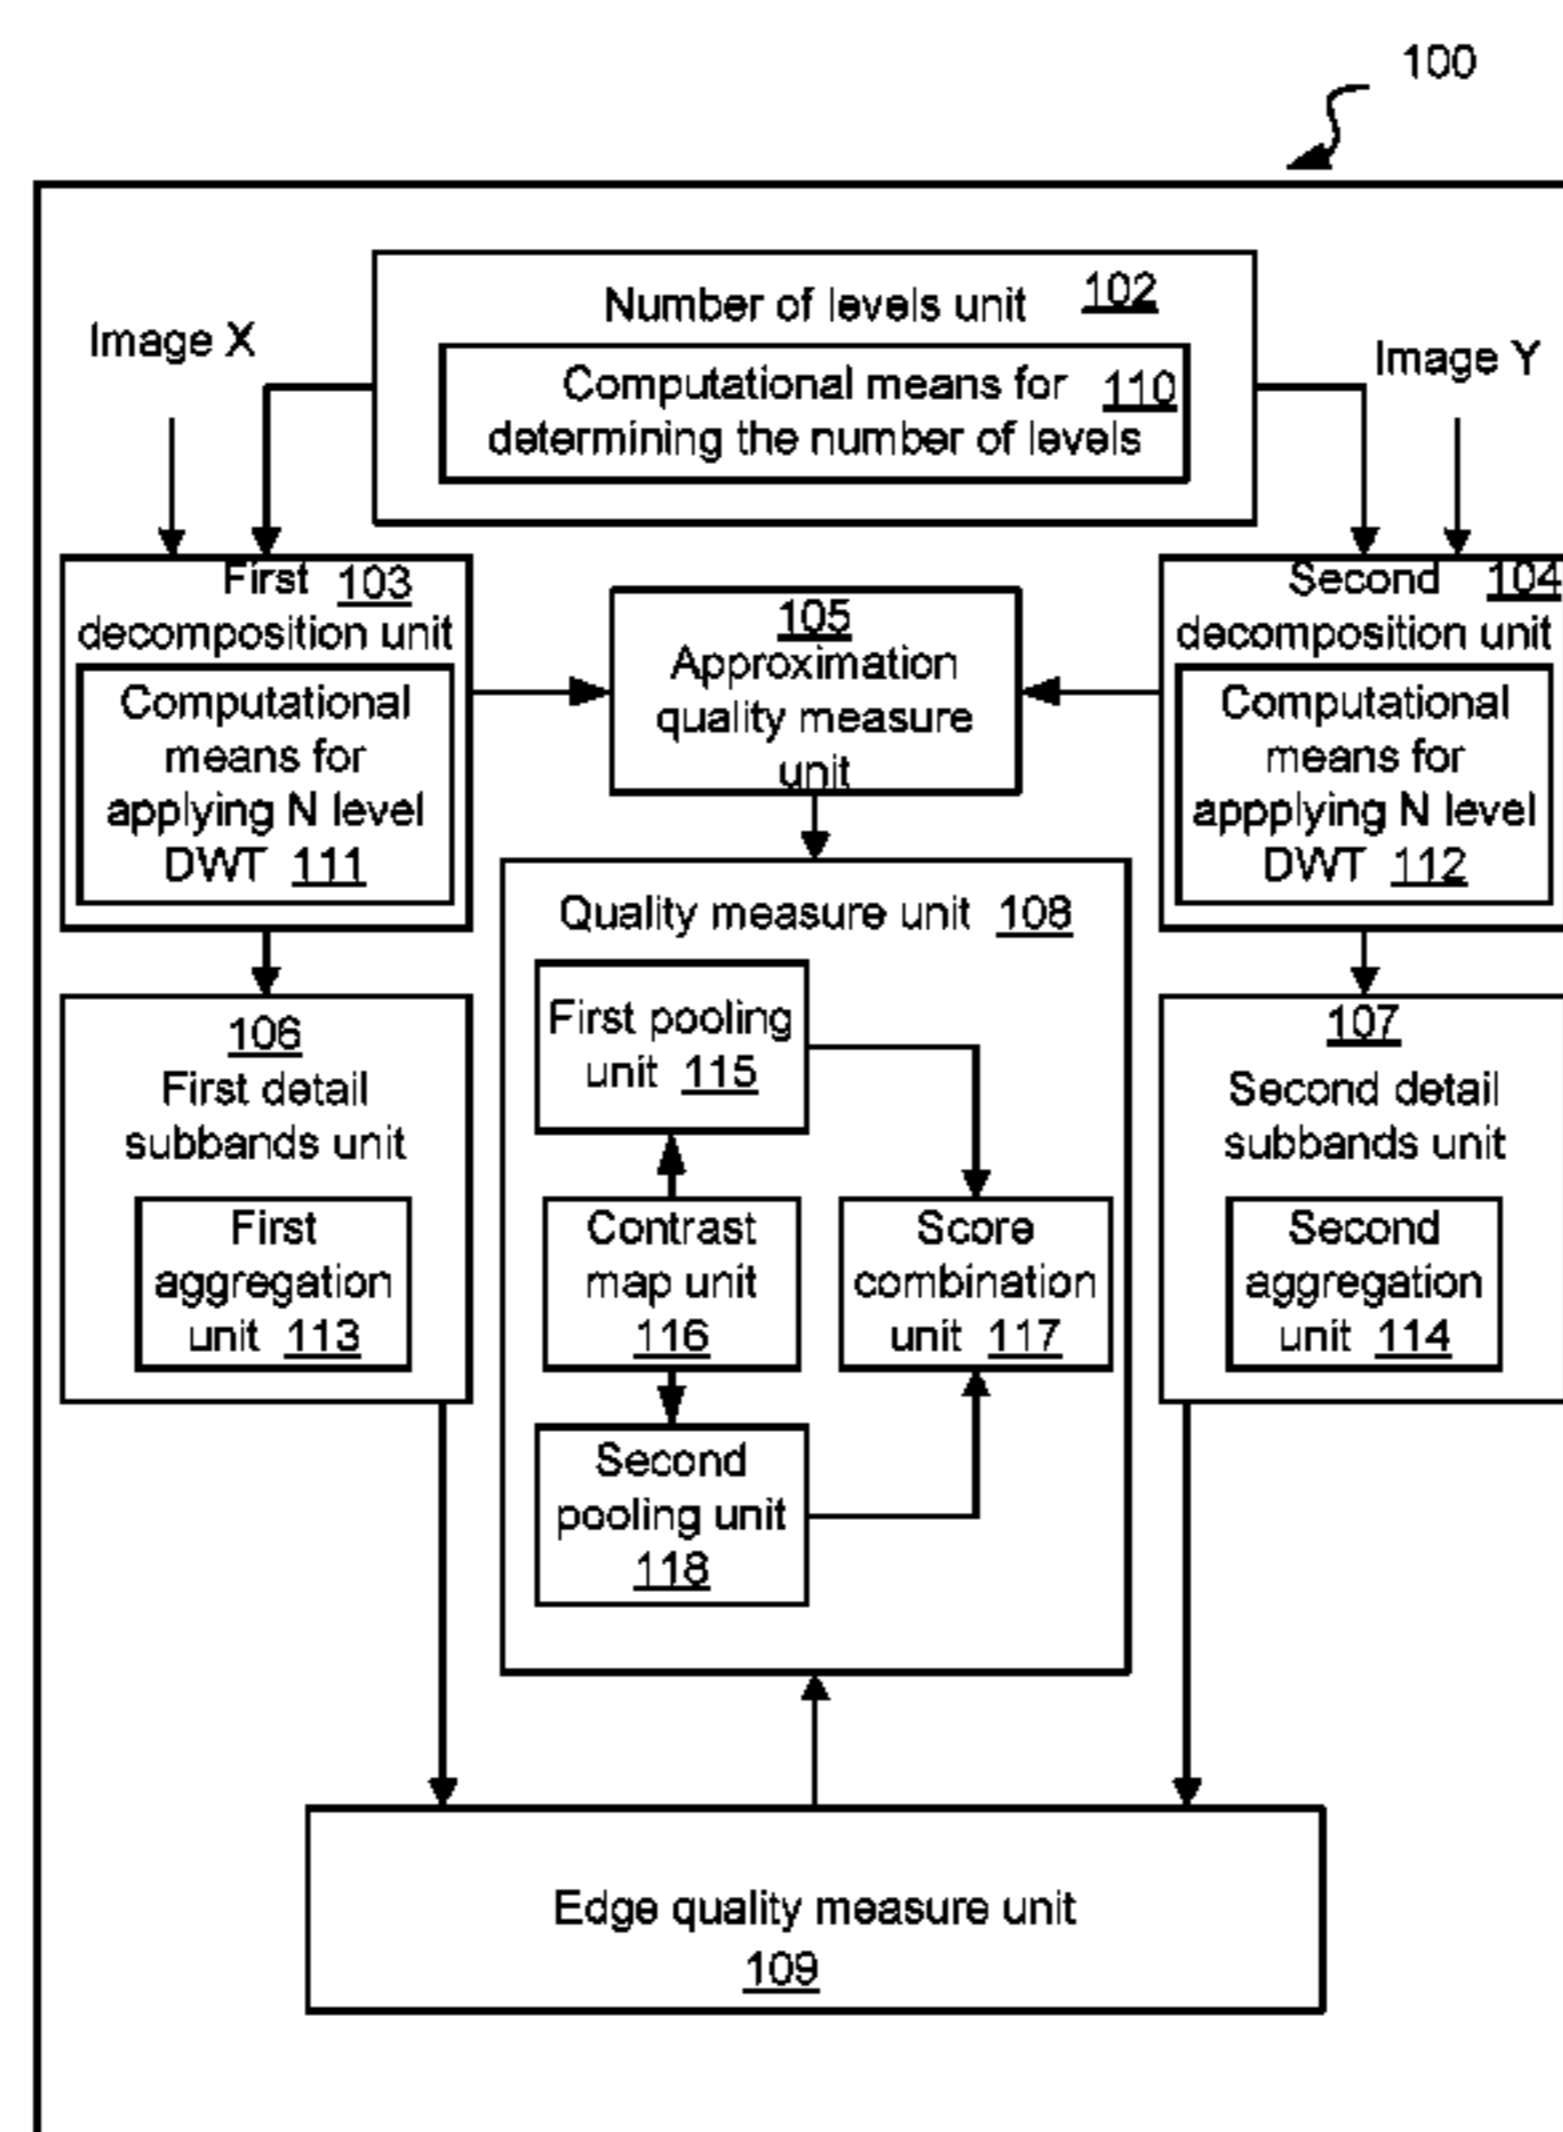 100
Number of levels unit 102
Image X
Image Y
Computational means for 110
determining the number of levels
First 103
decomposition unit
Computational
means for
applying N level
DWT 111
105
Approximation
quality measure
unit
Second 104
decomposition unit
Computational
means for
appplying N level
DWT 112
Quality measure unit 108
First pooling
unit 115
Contrast
map unit
116
Score
combination
unit 117
Second
pooling unit
118
106
First detail
subbands unit
First
aggregation
unit 113
107
Second detail
subbands unit
Second
aggregation
unit 114
Edge quality measure unit
109